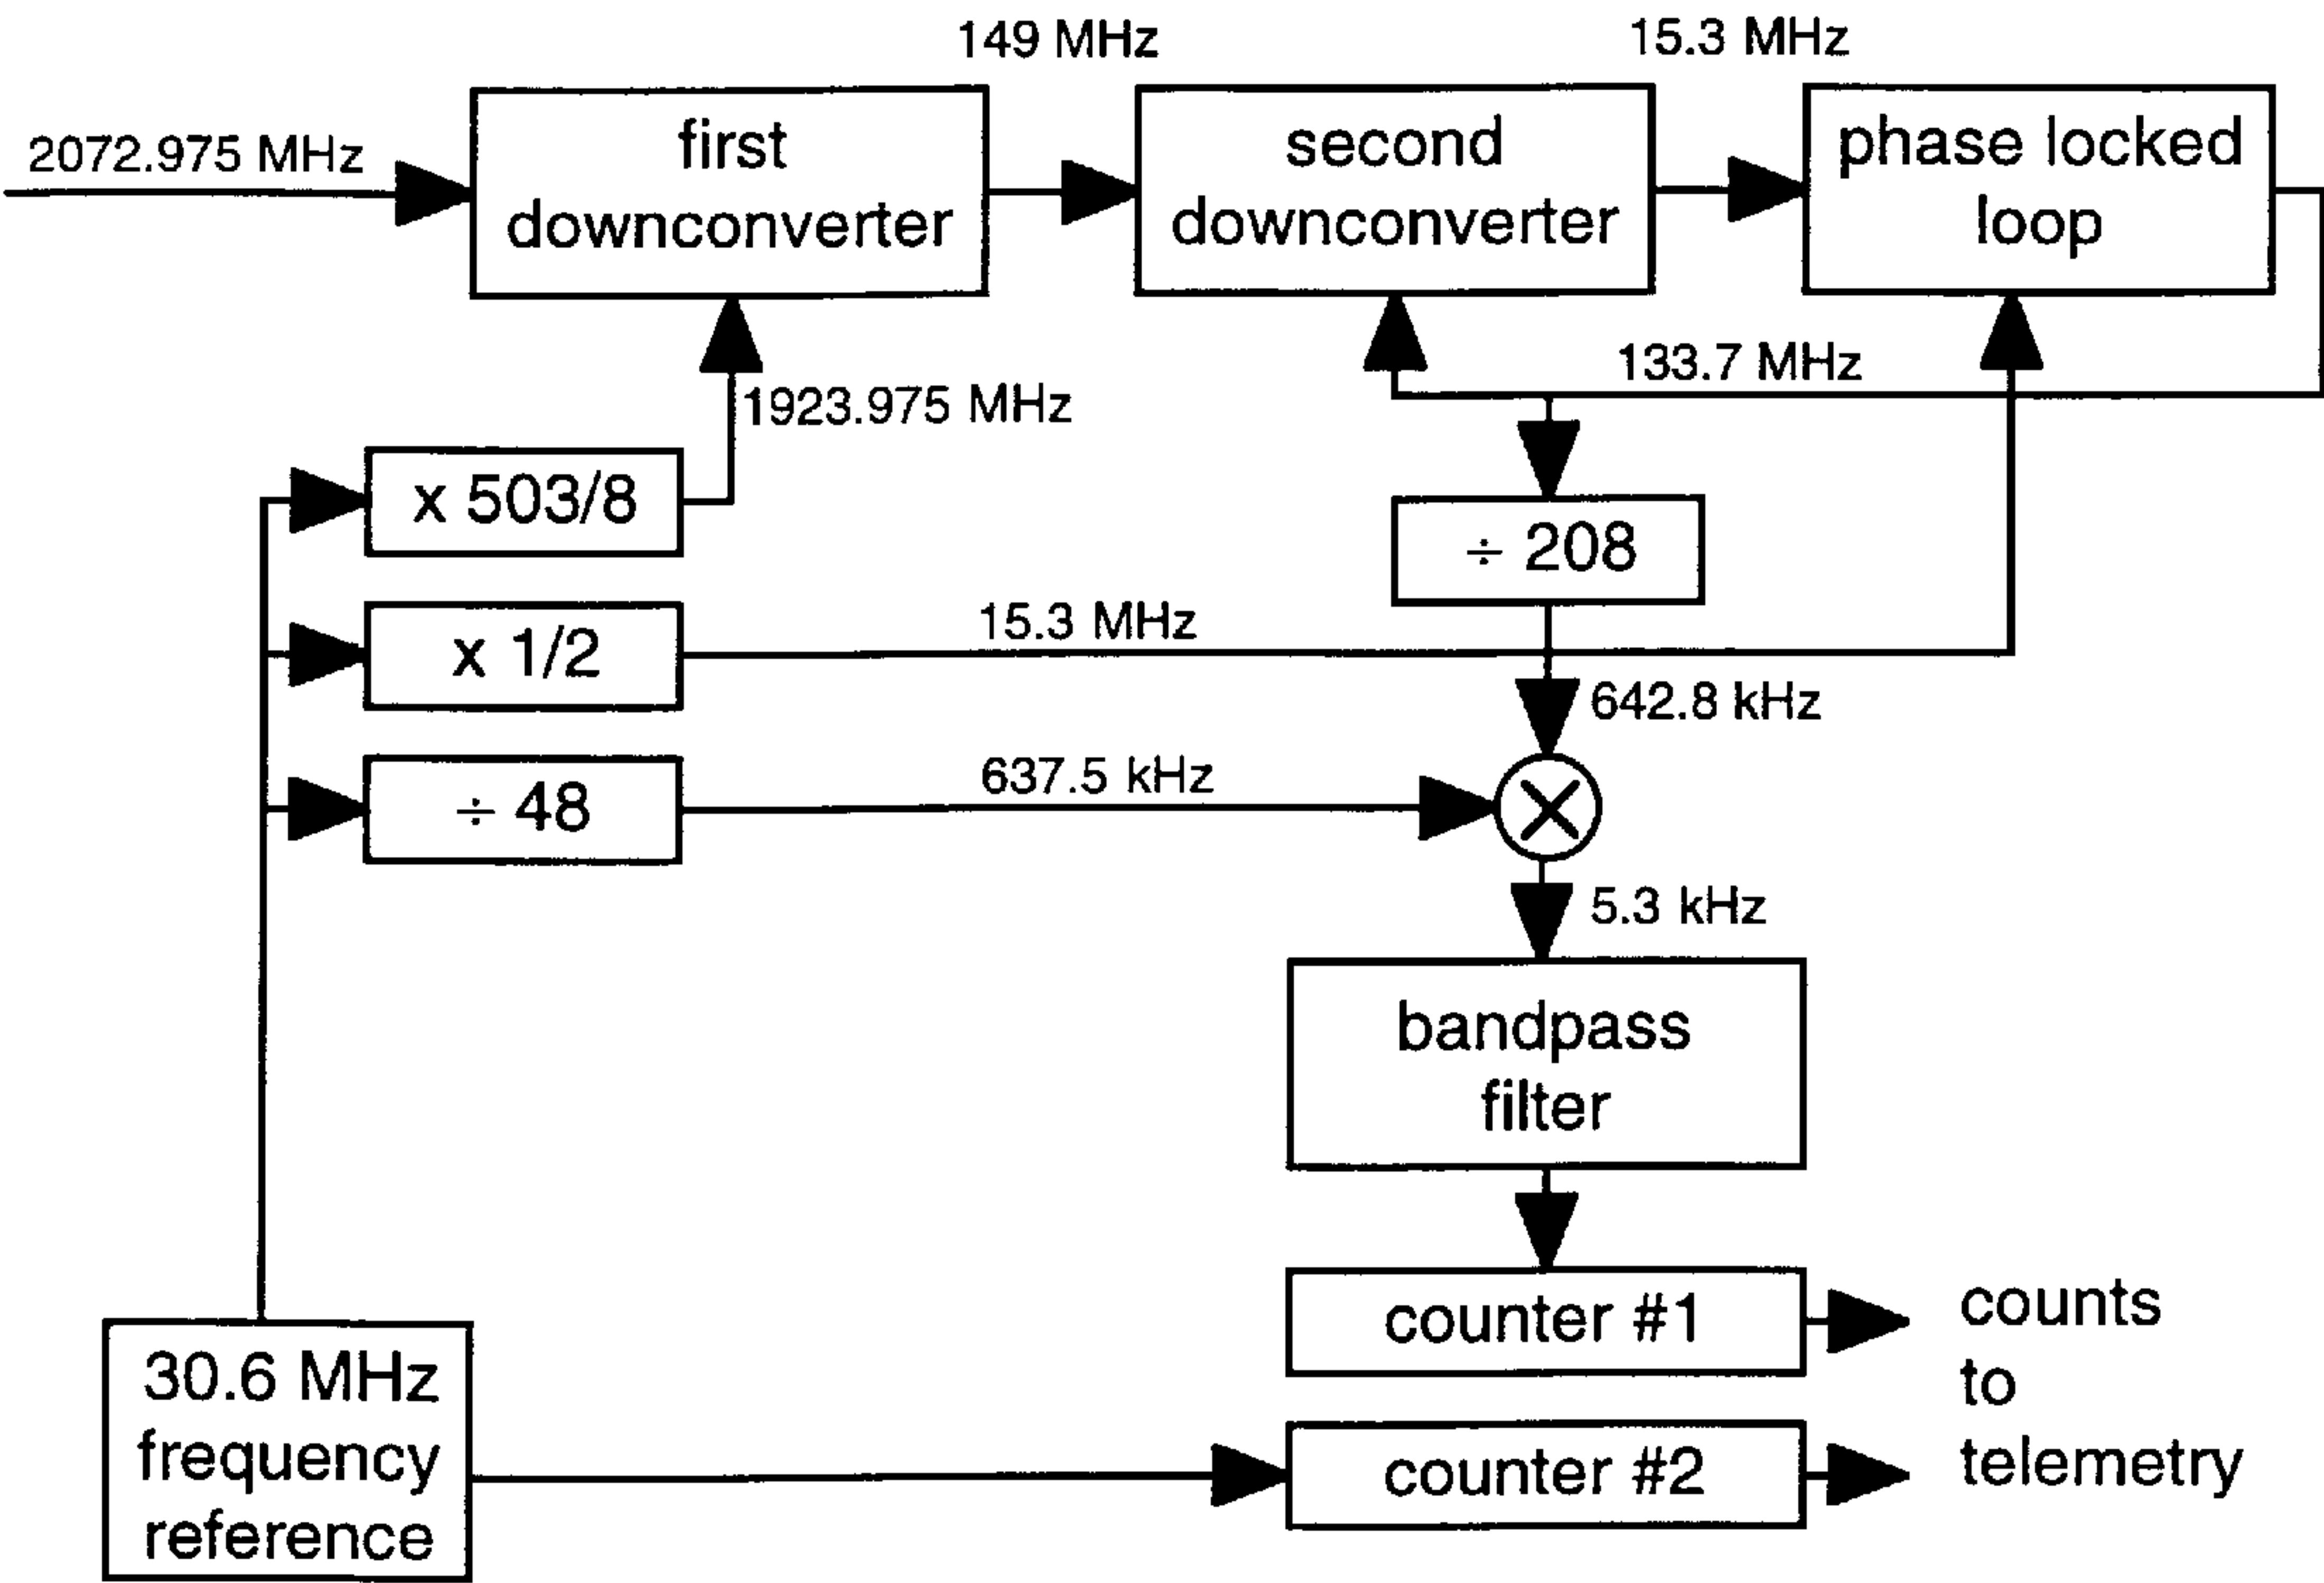 149 MHz
15.3 MHz
2072.975 MHz
first
downconverter
second
downconverter
phase locked
loop
133.7 MHz
1923.975 MHz
x 503/8
÷ 208
15.3 MHz
x 1/2
642.8 kHz
637.5 kHz
÷ 48
5.3 kHz
bandpass
filter
counter #1
counts
to
telemetry
30.6 MHz
frequency
reference
counter #2